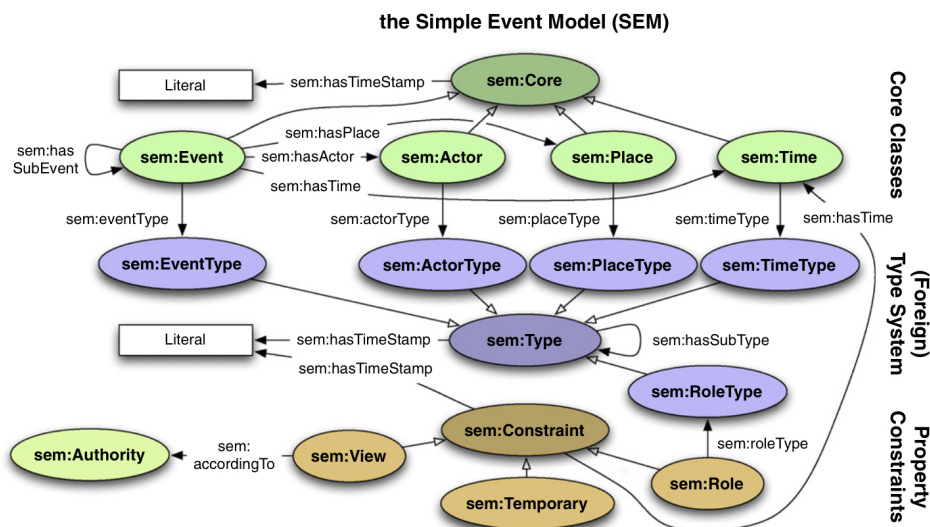 the Simple Event Model (SEM)
Literal
sem:hasTimeStamp
sem:Core
Core Classes
sem:has
SubEvent
sem:Event
sem:hasPlace
sem:hasActor
sem:hasTime
sem:Actor
sem:Place
sem:Time
sem:eventType
sem:actorType
sem:placeType
sem:timeType
sem:hasTime
sem:EventType
sem:ActorType
sem:PlaceType
sem:TimeType
(Foreign)
Type System
Literal
sem:hasTimeStamp
sem:Type
sem:hasSubType
sem:hasTimeStamp
sem:RoleType
sem:Constraint
sem:roleType
Property
Constraints
sem:Authority
sem:
accordingTo
sem:View
sem:Role
sem:Temporary